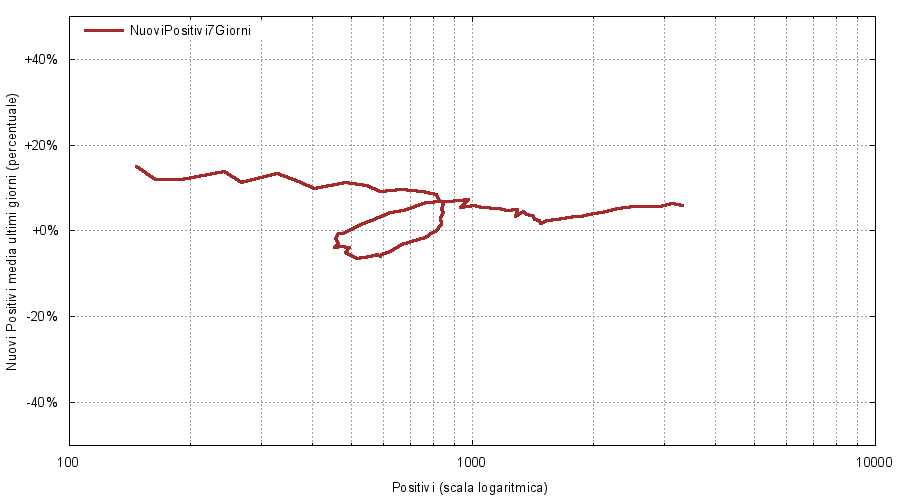 NuoviPositivi7Giorni
+40%
+20%
+0%
-20%
-40%
Nuovi Positivi media ultimi giorni (percentuale)
100
1000
10000
Positivi (scala logaritmica)